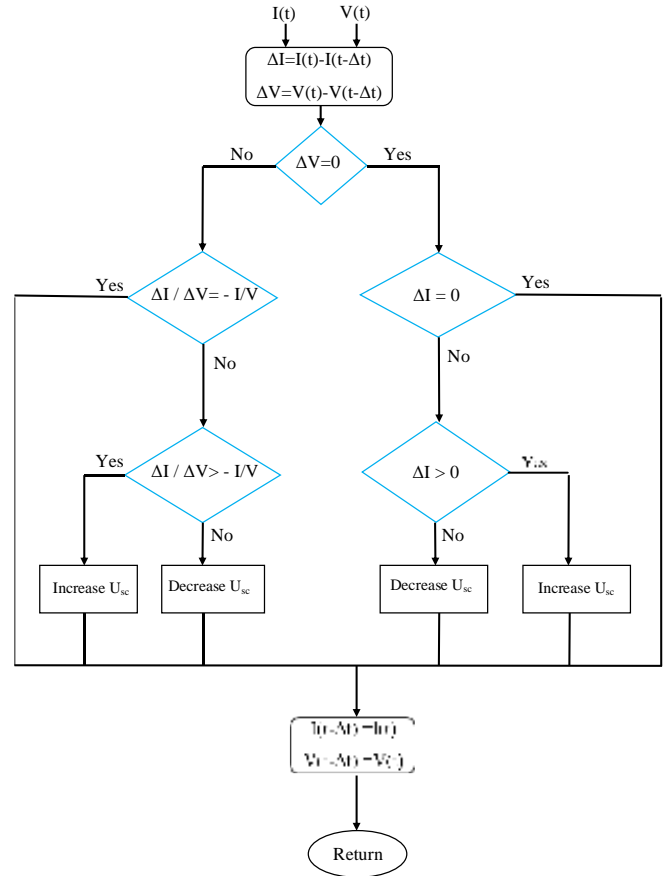 I(t) V(t)
ΔI=I(t)-I(t-Δt)
ΔV=V(t)-V(t-Δt)
No Yes
ΔV=0
Yes Yes
ΔI / ΔV= - I/V ΔI = 0
No No
Yes
ΔI / ΔV> - I/V ΔI > 0
No No
Increase Usc Decrease Usc Decrease Usc Increase Usc
Return